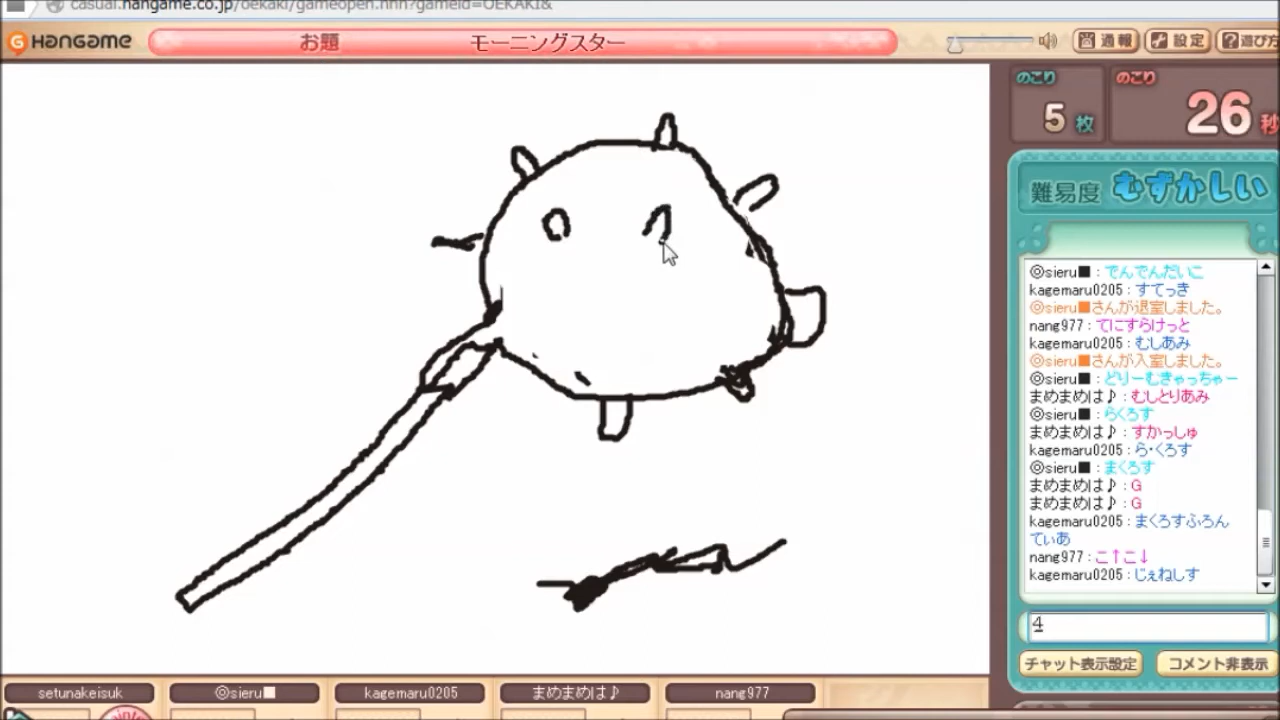 casual.hangame.co.jp/oekaki/gameopen.nhn?gameid=OEKAKI&
HANGAME
お題 モーニングスター
通報
設定
遊び方
のこり 5 枚
のこり 26 秒
難易度 むずかしい
◎sieru■：でんでんだいこ
kagemaru0205：すてっき
◎sieru■さんが退室しました。
nang977：てにすらけっと
kagemaru0205：むしあみ
◎sieru■さんが入室しました。
◎sieru■：どりーむきゃっちゃー
まめまめは♪：むしとりあみ
◎sieru■：らくろす
まめまめは♪：すかっしゅ
kagemaru0205：ら・くろす
◎sieru■：まくろす
まめまめは♪：G
まめまめは♪：G
kagemaru0205：まくろすふろん
てぃあ
nang977：こ↑こ↓
kagemaru0205：じぇねしす
4
チャット表示設定
コメント非表示
setunakeisuk
◎sieru■
kagemaru0205
まめまめは♪
nang977